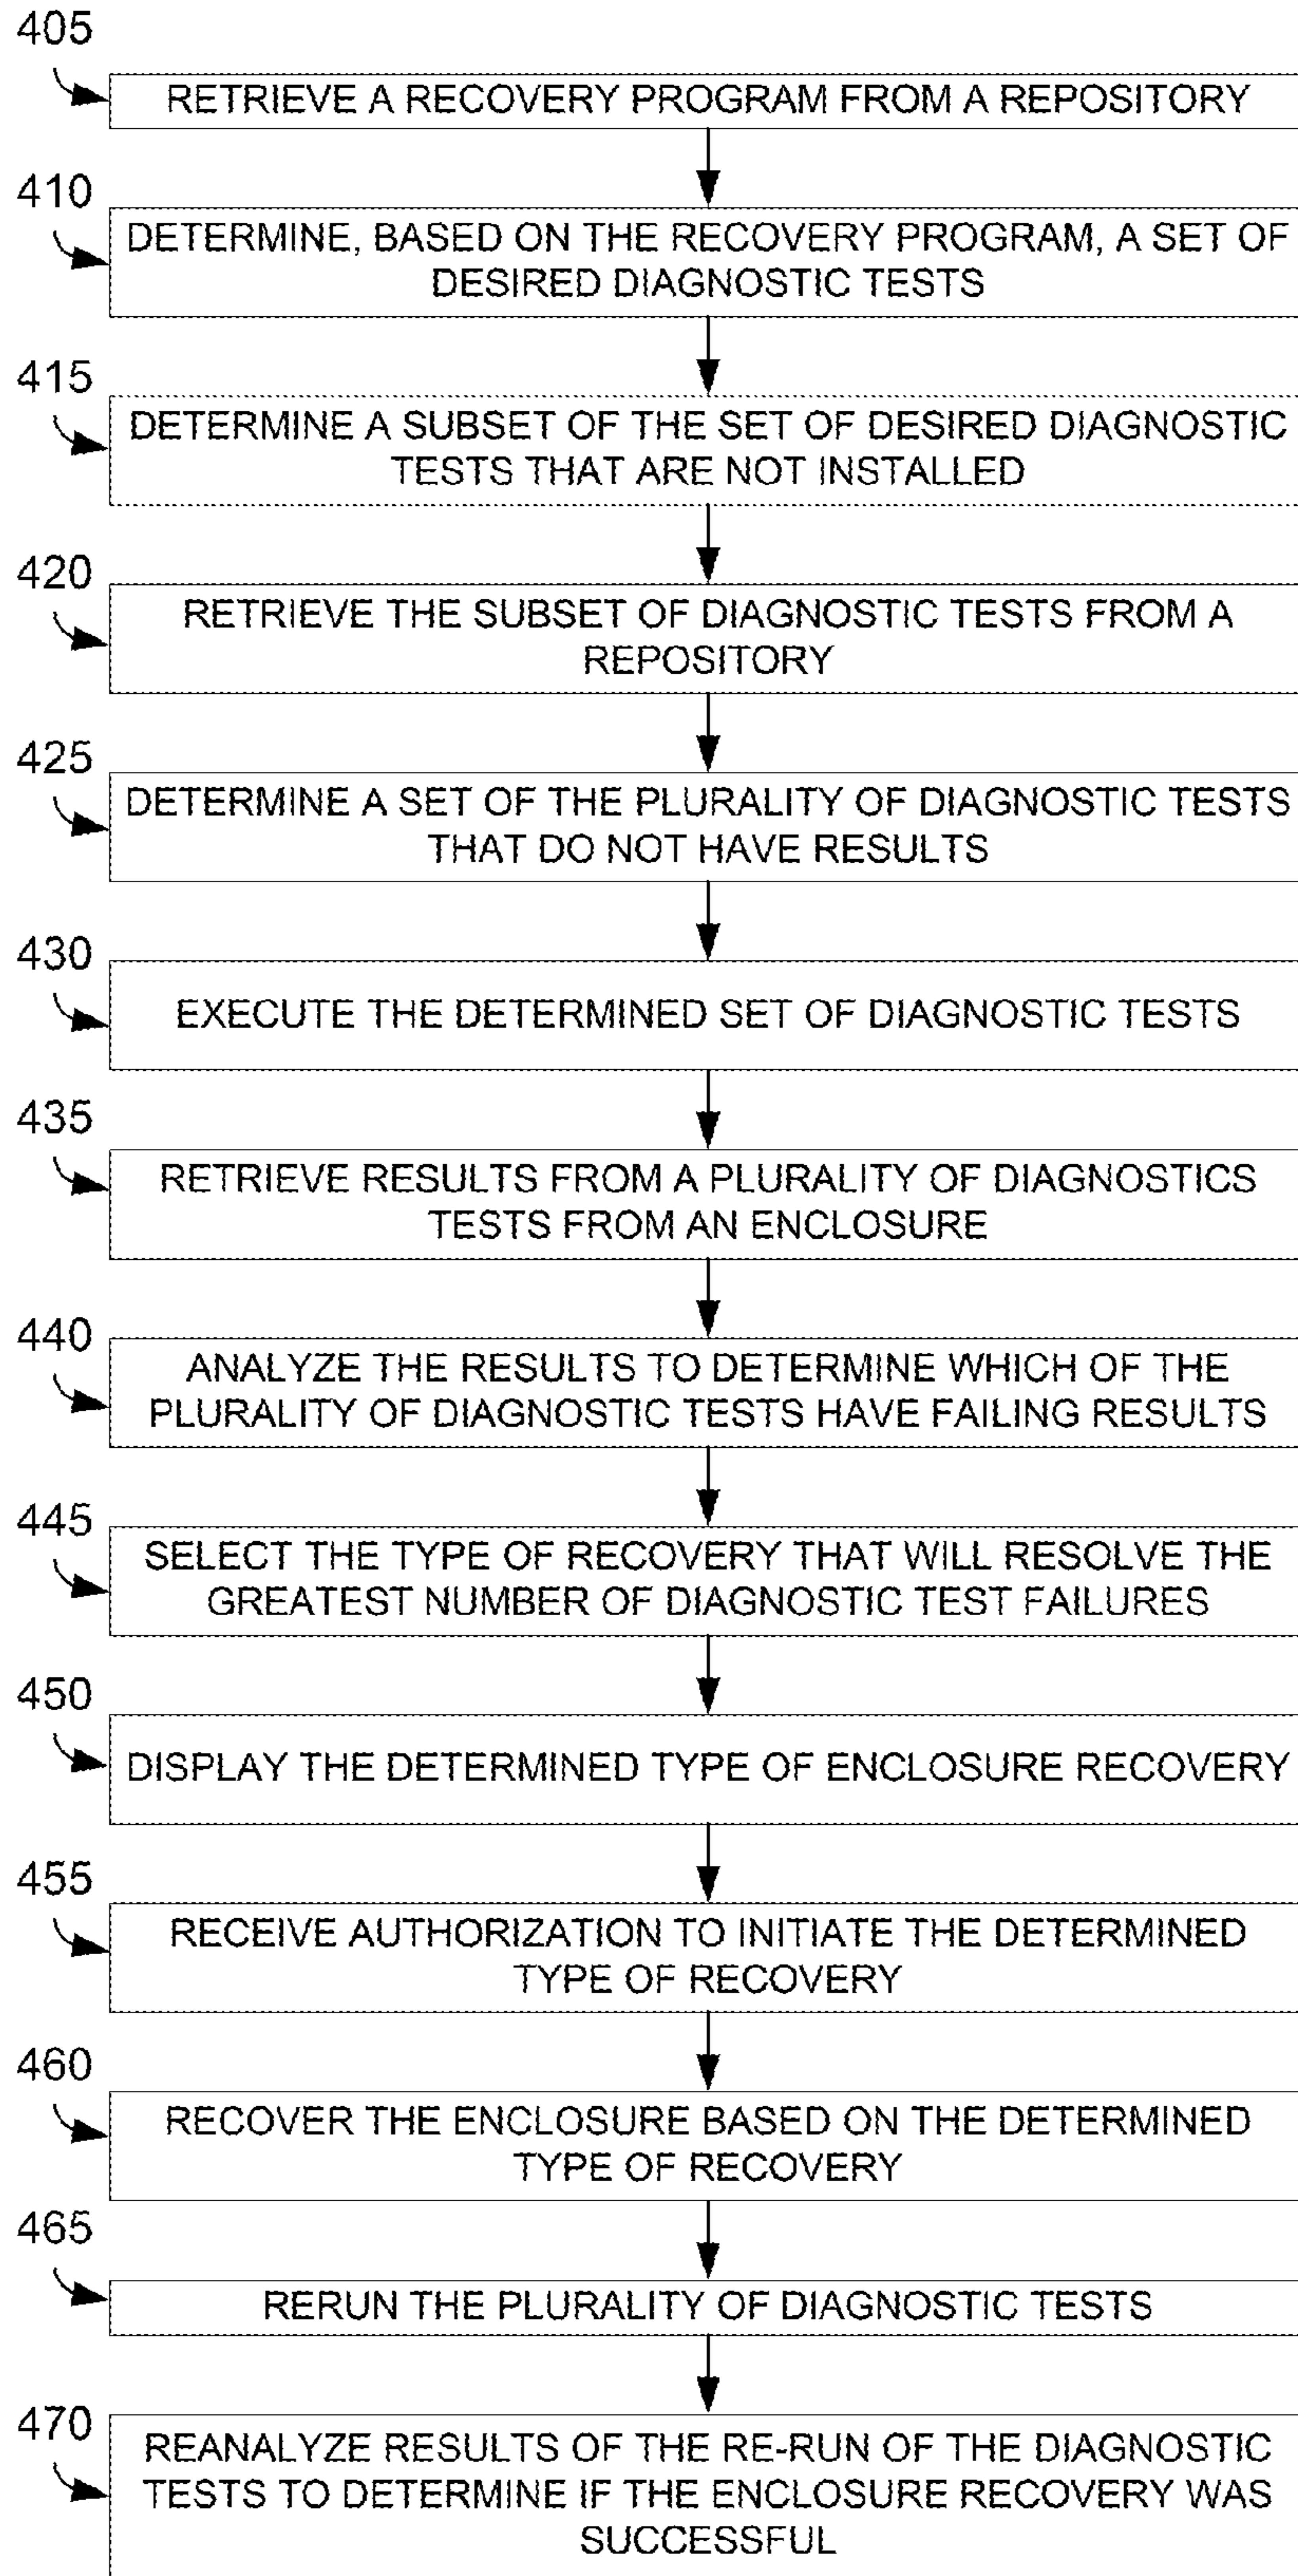 405
RETRIEVE A RECOVERY PROGRAM FROM A REPOSITORY
410
DETERMINE, BASED ON THE RECOVERY PROGRAM, A SET OF
DESIRED DIAGNOSTIC TESTS
415
DETERMINE A SUBSET OF THE SET OF DESIRED DIAGNOSTIC
TESTS THAT ARE NOT INSTALLED
420
RETRIEVE THE SUBSET OF DIAGNOSTIC TESTS FROM A
REPOSITORY
425
DETERMINE A SET OF THE PLURALITY OF DIAGNOSTIC TESTS
THAT DO NOT HAVE RESULTS
430
EXECUTE THE DETERMINED SET OF DIAGNOSTIC TESTS
435
RETRIEVE RESULTS FROM A PLURALITY OF DIAGNOSTICS
TESTS FROM AN ENCLOSURE
440
ANALYZE THE RESULTS TO DETERMINE WHICH OF THE
PLURALITY OF DIAGNOSTIC TESTS HAVE FAILING RESULTS
445
SELECT THE TYPE OF RECOVERY THAT WILL RESOLVE THE
GREATEST NUMBER OF DIAGNOSTIC TEST FAILURES
450
DISPLAY THE DETERMINED TYPE OF ENCLOSURE RECOVERY
455
RECEIVE AUTHORIZATION TO INITIATE THE DETERMINED
TYPE OF RECOVERY
460
RECOVER THE ENCLOSURE BASED ON THE DETERMINED
TYPE OF RECOVERY
465
RERUN THE PLURALITY OF DIAGNOSTIC TESTS
470
REANALYZE RESULTS OF THE RE-RUN OF THE DIAGNOSTIC
TESTS TO DETERMINE IF THE ENCLOSURE RECOVERY WAS
SUCCESSFUL